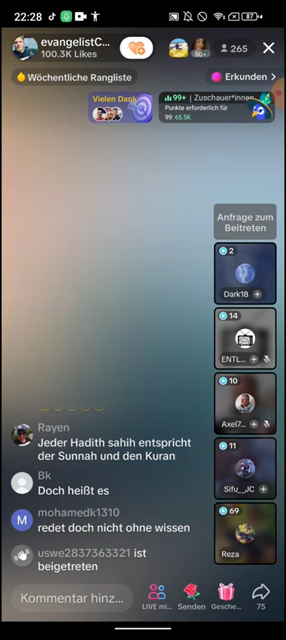 22:28
87
evangelistC...
100.3K Likes
50+
265
Wöchentliche Rangliste
Erkunden >
Vielen Dank
99+ | Zuschauer*innen
Punkte erforderlich für
99: 65.5K
Anfrage zum
Beitreten
2
Dark18 +
14
ENTL... +
10
Axel7... +
11
Sifu__JC +
69
Reza
Rayen
Jeder Hadith sahih entspricht
der Sunnah und den Kuran
Bk
Doch heißt es
M
mohamedk1310
redet doch nicht ohne wissen
uswe2837363321 ist
beigetreten
Kommentar hinz...
LIVE mi...
Senden
Gesche...
75